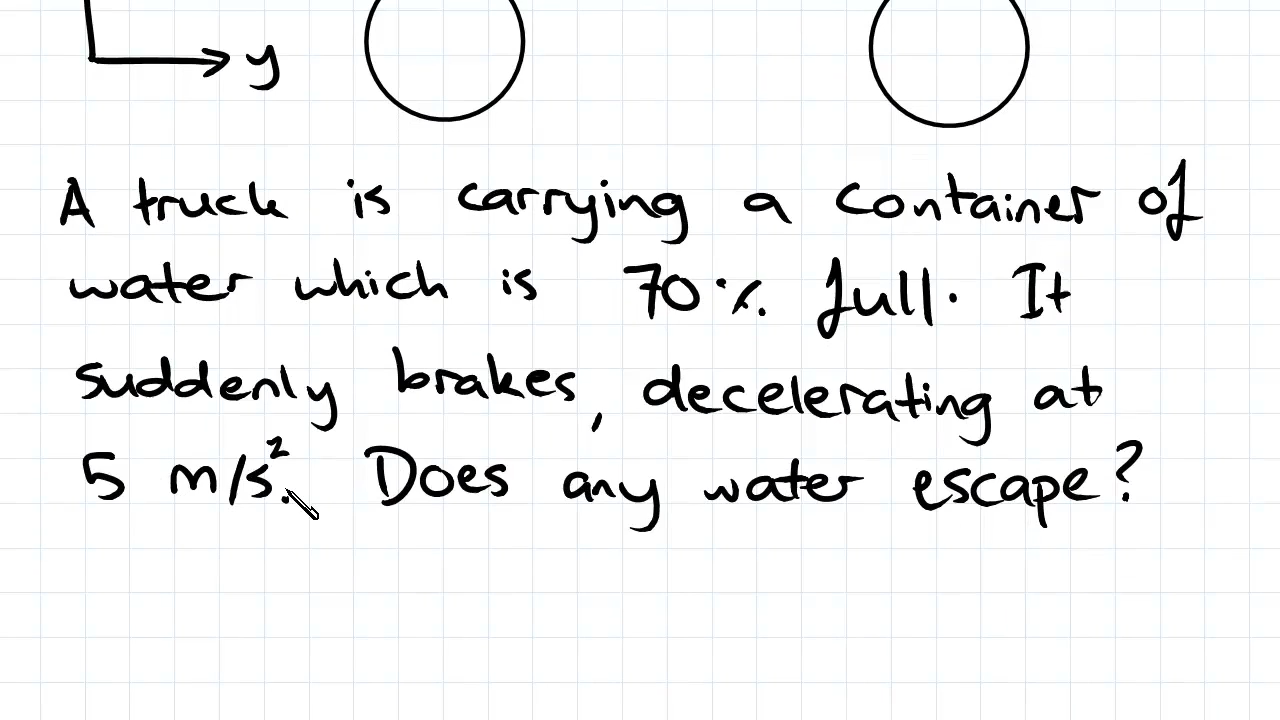 y
A truck is carrying a container of
water which is 70% full. It
suddenly brakes, decelerating at
5 m/s². Does any water escape?